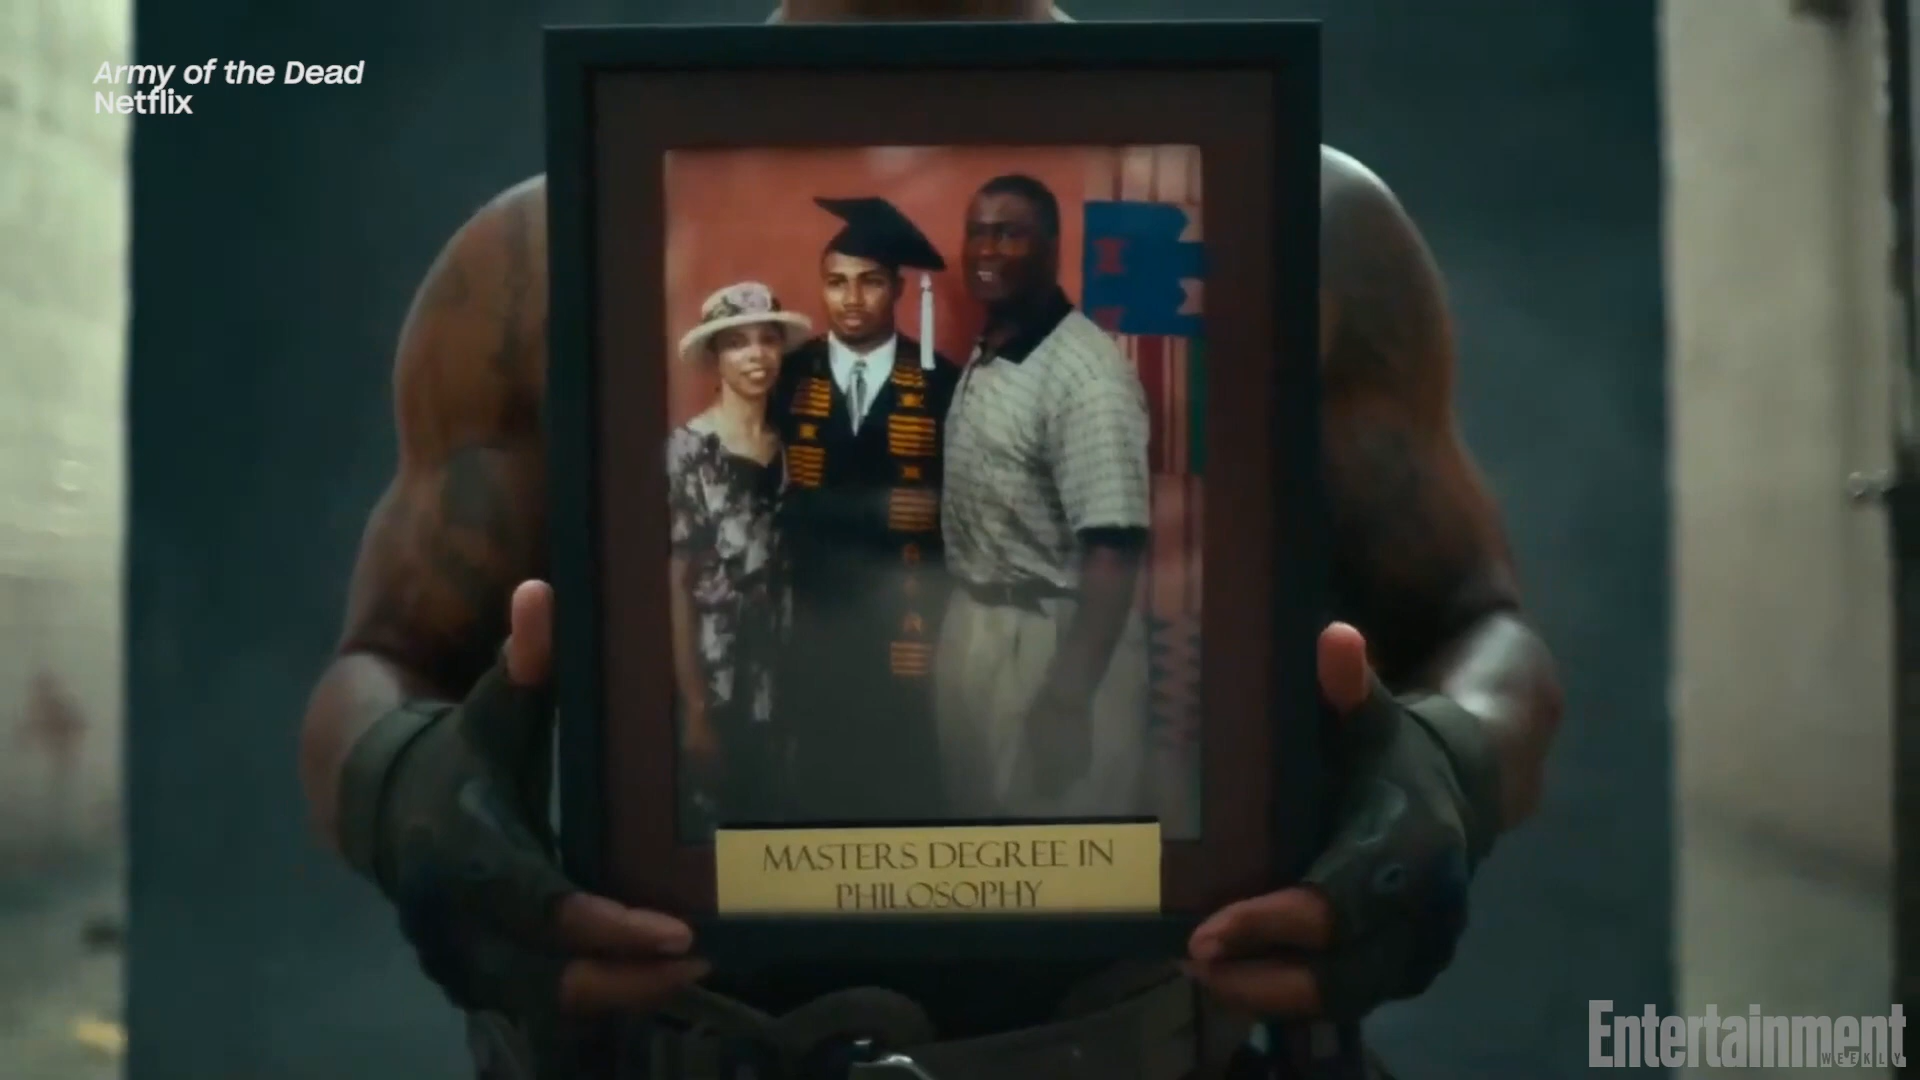 Army of the Dead
Netflix
MASTERS DEGREE IN
PHILOSOPHY
Entertainment
WEEKLY